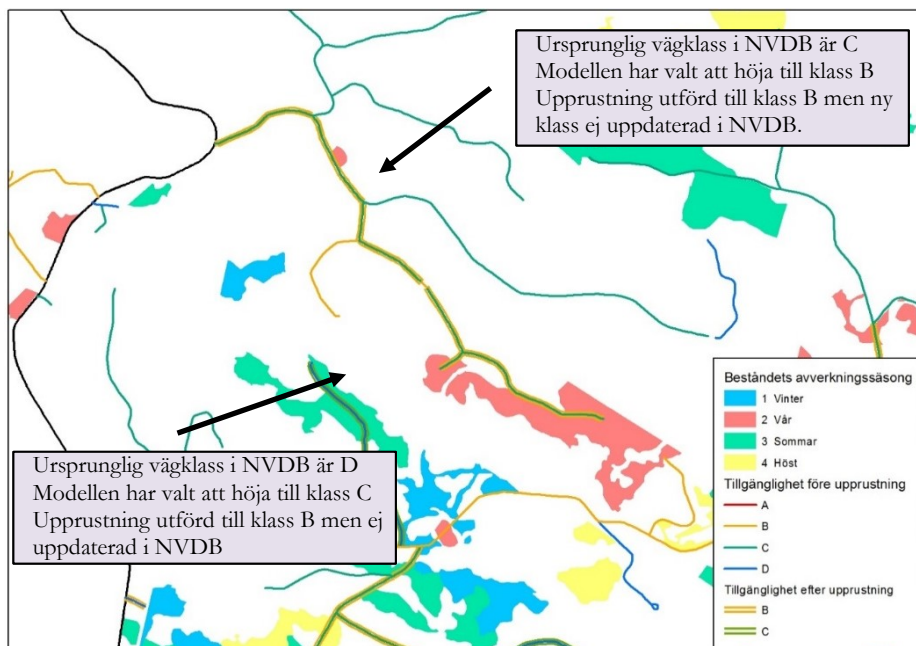 Ursprunglig vägklass i NVDB är C
Modellen har valt att höja till klass B
Upprustning utförd till klass B men ny
klass ej uppdaterad i NVDB.
Ursprunglig vägklass i NVDB är D
Modellen har valt att höja till klass C
Upprustning utförd till klass B men ej
uppdaterad i NVDB
Beståndets avverkningssäsong
1 Vinter
2 Vår
3 Sommar
4 Höst
Tillgänglighet före upprustning
A
B
C
D
Tillgänglighet efter upprustning
B
C